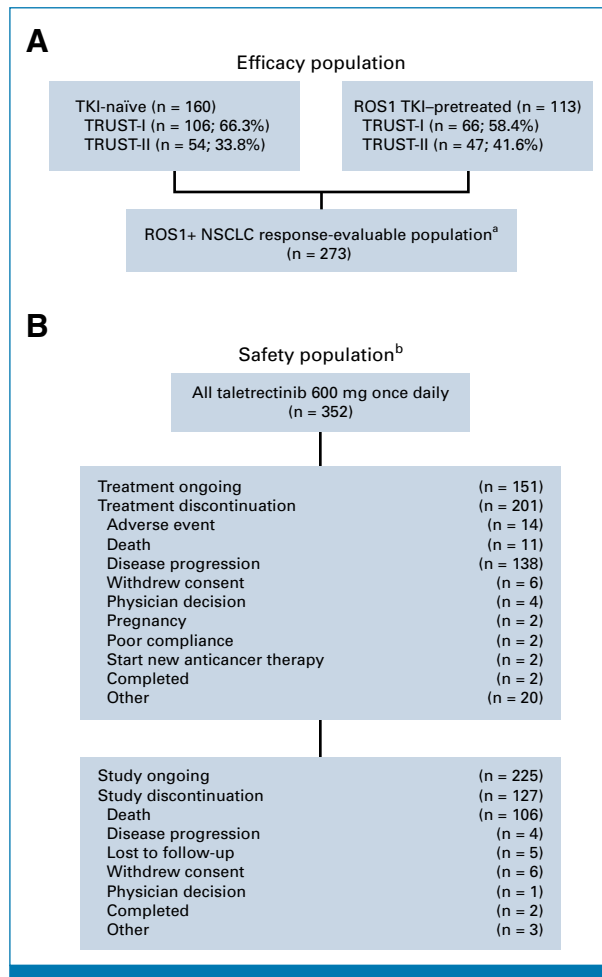 A
Efficacy population
TKI-naïve (n = 160)
TRUST-I (n = 106; 66.3%)
TRUST-II (n = 54; 33.8%)
ROS1 TKI–pretreated (n = 113)
TRUST-I (n = 66; 58.4%)
TRUST-II (n = 47; 41.6%)
ROS1+ NSCLC response-evaluable populationᵃ
(n = 273)
B
Safety populationᵇ
All taletrectinib 600 mg once daily
(n = 352)
Treatment ongoing (n = 151)
Treatment discontinuation (n = 201)
Adverse event (n = 14)
Death (n = 11)
Disease progression (n = 138)
Withdrew consent (n = 6)
Physician decision (n = 4)
Pregnancy (n = 2)
Poor compliance (n = 2)
Start new anticancer therapy (n = 2)
Completed (n = 2)
Other (n = 20)
Study ongoing (n = 225)
Study discontinuation (n = 127)
Death (n = 106)
Disease progression (n = 4)
Lost to follow-up (n = 5)
Withdrew consent (n = 6)
Physician decision (n = 1)
Completed (n = 2)
Other (n = 3)